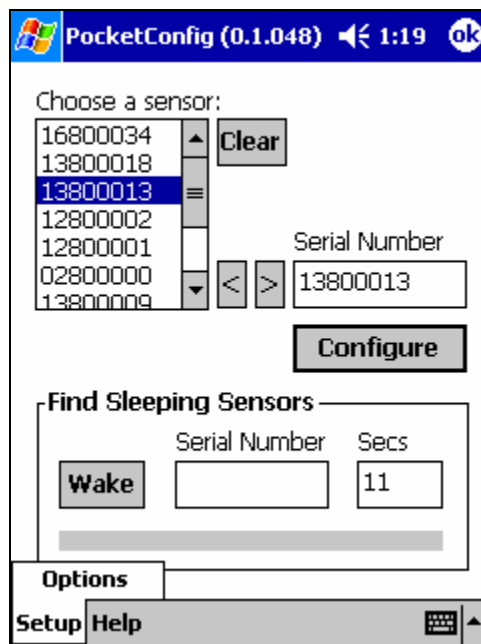 PocketConfig (0.1.048) 1:19 ok
Choose a sensor:
16800034
13800018
13800013
12800002
12800001
02800000
13800009
Clear
Serial Number
< > 13800013
Configure
Find Sleeping Sensors
Serial Number Secs
Wake 11
Options
Setup Help